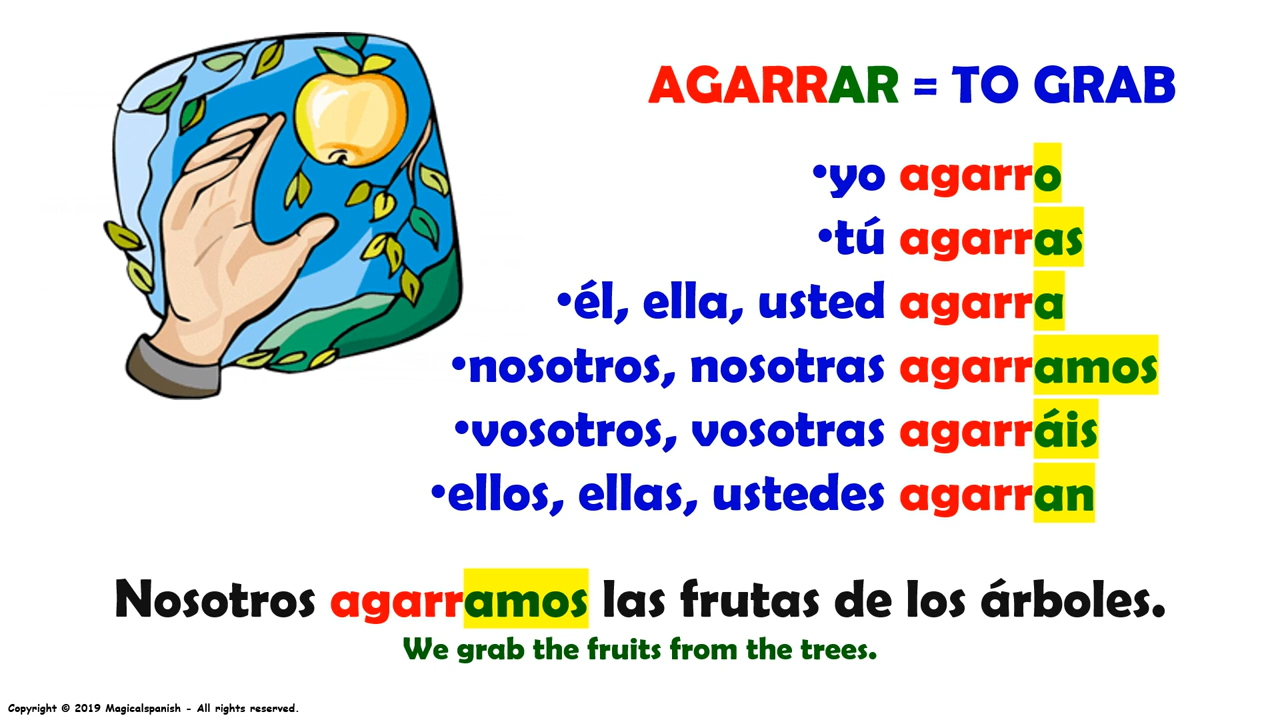 AGARRAR = TO GRAB
•yo agarro
•tú agarras
•él, ella, usted agarra
•nosotros, nosotras agarramos
•vosotros, vosotras agarráis
•ellos, ellas, ustedes agarran
Nosotros agarramos las frutas de los árboles.
We grab the fruits from the trees.
Copyright © 2019 Magicalspanish - All rights reserved.